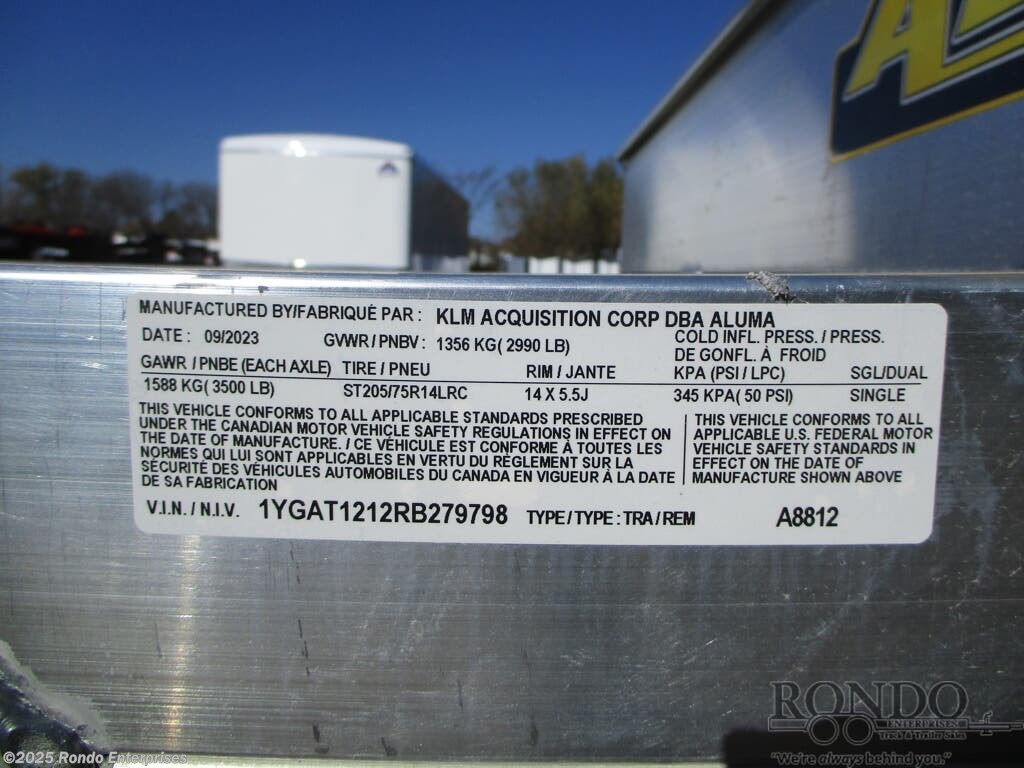 MANUFACTURED BY/FABRIQUÉ PAR : KLM ACQUISITION CORP DBA ALUMA
DATE : 09/2023 GVWR / PNBV : 1356 KG( 2990 LB)
COLD INFL. PRESS. / PRESS.
DE GONFL. À FROID
GAWR / PNBE (EACH AXLE) TIRE / PNEU RIM / JANTE KPA (PSI / LPC) SGL/DUAL
1588 KG( 3500 LB) ST205/75R14LRC 14 X 5.5J 345 KPA( 50 PSI) SINGLE
THIS VEHICLE CONFORMS TO ALL APPLICABLE STANDARDS PRESCRIBED
UNDER THE CANADIAN MOTOR VEHICLE SAFETY REGULATIONS IN EFFECT ON
THE DATE OF MANUFACTURE. / CE VÉHICULE EST CONFORME À TOUTES LES
NORMES QUI LUI SONT APPLICABLES EN VERTU DU RÈGLEMENT SUR LA
SÉCURITÉ DES VÉHICULES AUTOMOBILES DU CANADA EN VIGUEUR À LA DATE
DE SA FABRICATION
THIS VEHICLE CONFORMS TO ALL
APPLICABLE U.S. FEDERAL MOTOR
VEHICLE SAFETY STANDARDS IN
EFFECT ON THE DATE OF
MANUFACTURE SHOWN ABOVE
V.I.N. / N.I.V. 1YGAT1212RB279798 TYPE / TYPE : TRA / REM A8812
RONDO
ENTERPRISES
Truck & Trailer Sales
"We're always behind you."
©2025 Rondo Enterprises